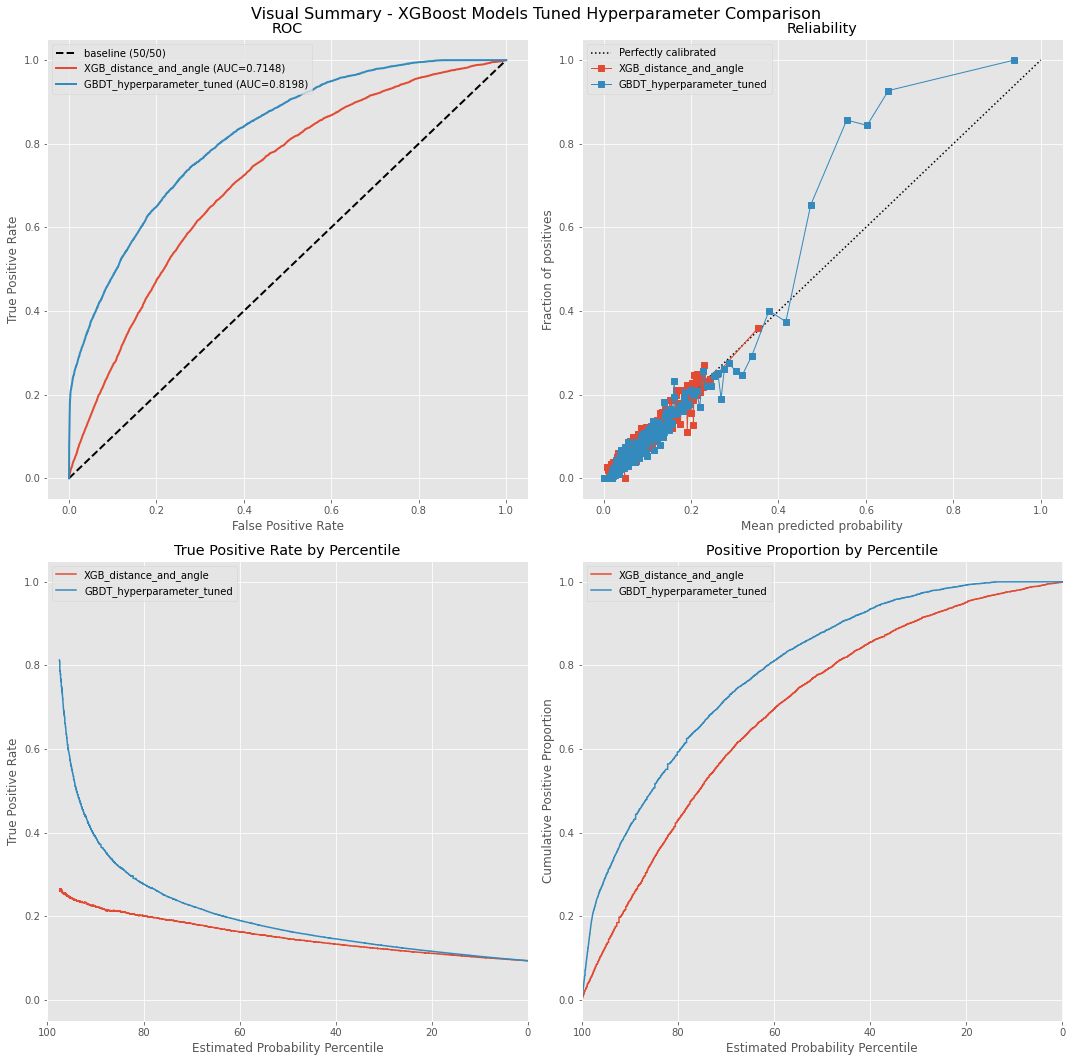 Visual Summary - XGBoost Models Tuned Hyperparameter Comparison
ROC
baseline (50/50)
XGB_distance_and_angle (AUC=0.7148)
GBDT_hyperparameter_tuned (AUC=0.8198)
True Positive Rate
1.0
0.8
0.6
0.4
0.2
0.0
0.0 0.2 0.4 0.6 0.8 1.0
False Positive Rate
Reliability
Perfectly calibrated
XGB_distance_and_angle
GBDT_hyperparameter_tuned
Fraction of positives
1.0
0.8
0.6
0.4
0.2
0.0
0.0 0.2 0.4 0.6 0.8 1.0
Mean predicted probability
True Positive Rate by Percentile
XGB_distance_and_angle
GBDT_hyperparameter_tuned
True Positive Rate
1.0
0.8
0.6
0.4
0.2
0.0
100 80 60 40 20 0
Estimated Probability Percentile
Positive Proportion by Percentile
XGB_distance_and_angle
GBDT_hyperparameter_tuned
Cumulative Positive Proportion
1.0
0.8
0.6
0.4
0.2
0.0
100 80 60 40 20 0
Estimated Probability Percentile